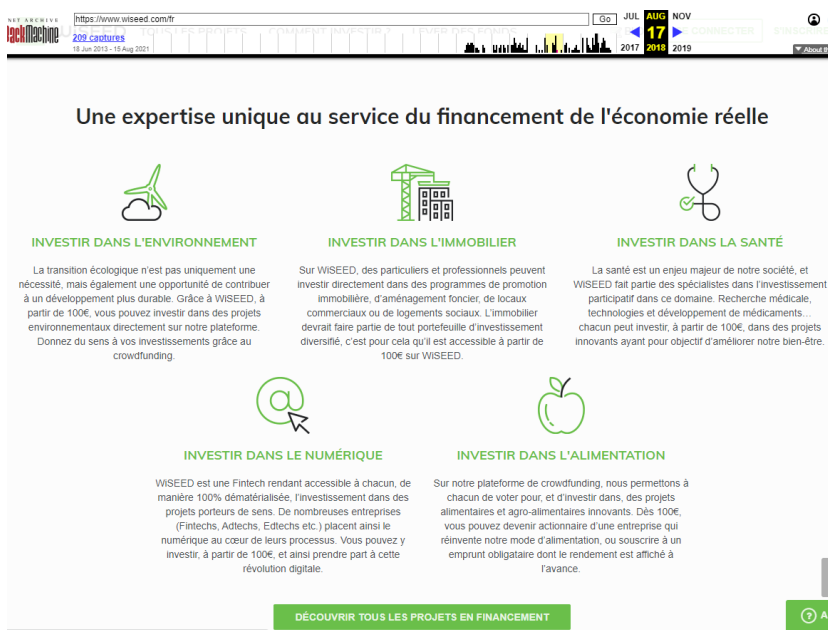 https://www.wiseed.com/fr
Go
JUL AUG NOV
209 captures
17
18 Jun 2013 - 15 Aug 2021
2017 2018 2019
About
Une expertise unique au service du financement de l'économie réelle
INVESTIR DANS L'ENVIRONNEMENT
La transition écologique n'est pas uniquement une
nécessité, mais également une opportunité de contribuer
à un développement plus durable. Grâce à WISEED, à
partir de 100€, vous pouvez investir dans des projets
environnementaux directement sur notre plateforme.
Donnez du sens à vos investissements grâce au
crowdfunding.
INVESTIR DANS L'IMMOBILIER
Sur WiSEED, des particuliers et professionnels peuvent
investir directement dans des programmes de promotion
immobilière, d'aménagement foncier, de locaux
commerciaux ou de logements sociaux. L'immobilier
devrait faire partie de tout portefeuille d'investissement
diversifié, c'est pour cela qu'il est accessible à partir de
100€ sur WiSEED.
INVESTIR DANS LA SANTÉ
La santé est un enjeu majeur de notre société, et
WiSEED fait partie des spécialistes dans l'investissement
participatif dans ce domaine. Recherche médicale,
technologies et développement de médicaments…
chacun peut investir, à partir de 100€, dans des projets
innovants ayant pour objectif d'améliorer notre bien-être.
INVESTIR DANS LE NUMÉRIQUE
WiSEED est une Fintech rendant accessible à chacun, de
manière 100% dématérialisée, l'investissement dans des
projets porteurs de sens. De nombreuses entreprises
(Fintechs, Adtechs, Edtechs etc.) placent ainsi le
numérique au cœur de leurs processus. Vous pouvez y
investir, à partir de 100€, et ainsi prendre part à cette
révolution digitale.
INVESTIR DANS L'ALIMENTATION
Sur notre plateforme de crowdfunding, nous permettons à
chacun de voter pour, et d'investir dans, des projets
alimentaires et agro-alimentaires innovants. Dès 100€,
vous pouvez devenir actionnaire d'une entreprise qui
réinvente notre mode d'alimentation, ou souscrire à un
emprunt obligataire dont le rendement est affiché à
l'avance.
DÉCOUVRIR TOUS LES PROJETS EN FINANCEMENT